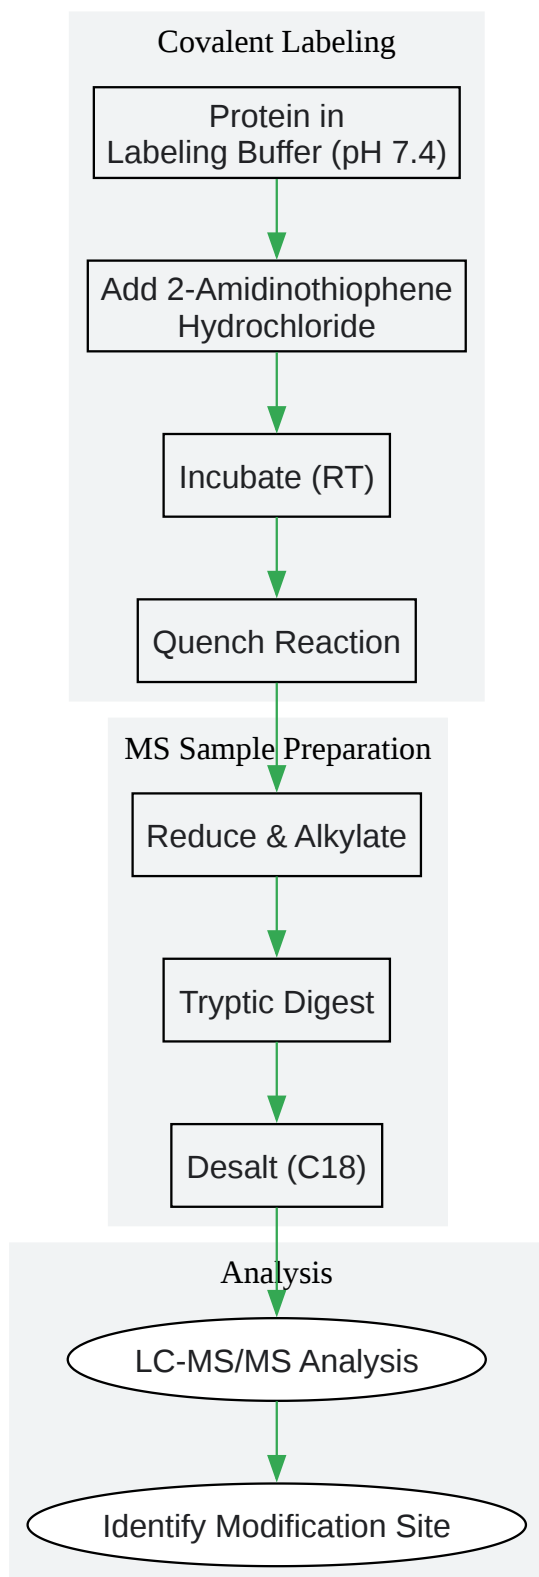 Covalent Labeling
Protein in
Labeling Buffer (pH 7.4)
Add 2-Amidinothiophene
Hydrochloride
Incubate (RT)
Quench Reaction
MS Sample Preparation
Reduce & Alkylate
Tryptic Digest
Desalt (C18)
Analysis
LC-MS/MS Analysis
Identify Modification Site